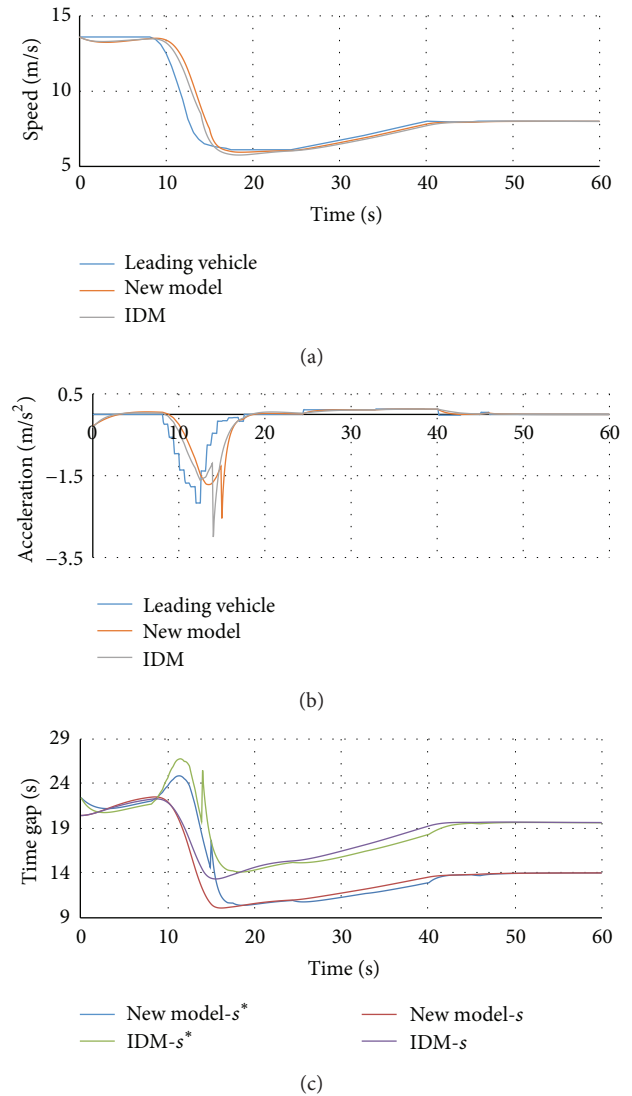 15
10
5
Speed (m/s)
0 10 20 30 40 50 60
Time (s)
Leading vehicle
New model
IDM
(a)
0.5
−1.5
−3.5
Acceleration (m/s²)
0 10 20 30 40 50 60
Leading vehicle
New model
IDM
(b)
29
24
19
14
9
Time gap (s)
0 10 20 30 40 50 60
Time (s)
New model-s* New model-s
IDM-s* IDM-s
(c)